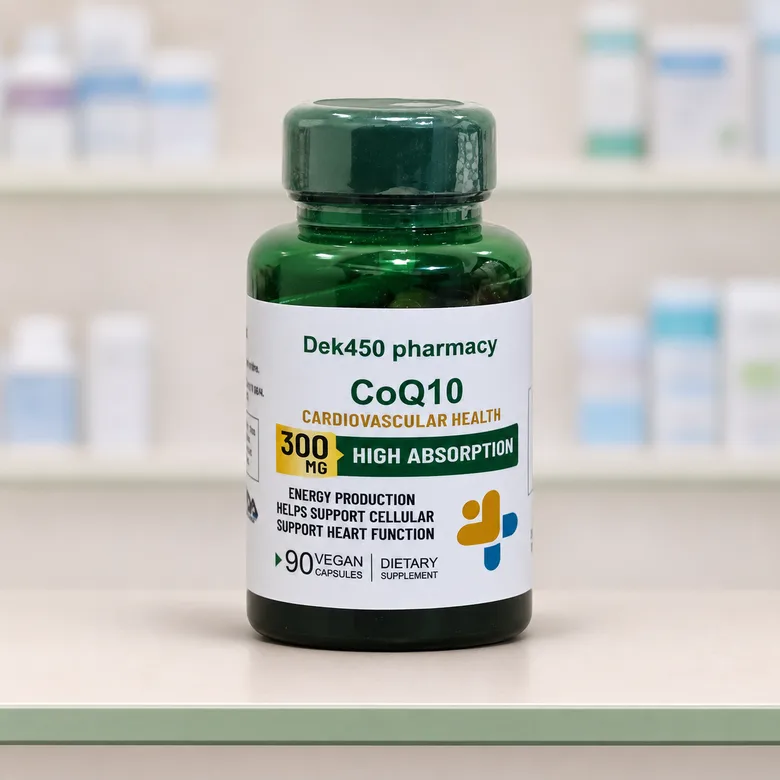 Dek450 pharmacy
CoQ10
CARDIOVASCULAR HEALTH
300 MG
HIGH ABSORPTION
ENERGY PRODUCTION
HELPS SUPPORT CELLULAR
SUPPORT HEART FUNCTION
90 VEGAN CAPSULES
DIETARY SUPPLEMENT